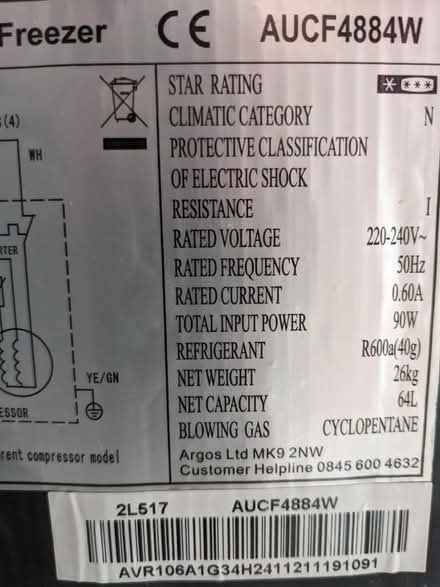 Freezer CE AUCF4884W
STAR RATING
(4)
CLIMATIC CATEGORY N
PROTECTIVE CLASSIFICATION
WH
OF ELECTRIC SHOCK
RESISTANCE I
RATED VOLTAGE 220-240V~
RTER
RATED FREQUENCY 50Hz
RATED CURRENT 0.60A
TOTAL INPUT POWER 90W
REFRIGERANT R600a(40g)
YE/GN
NET WEIGHT 26kg
NET CAPACITY 64L
ESSOR
BLOWING GAS CYCLOPENTANE
rent compressor model
Argos Ltd MK9 2NW
Customer Helpline 0845 600 4632
2L517 AUCF4884W
AVR106A1G34H2411211191091